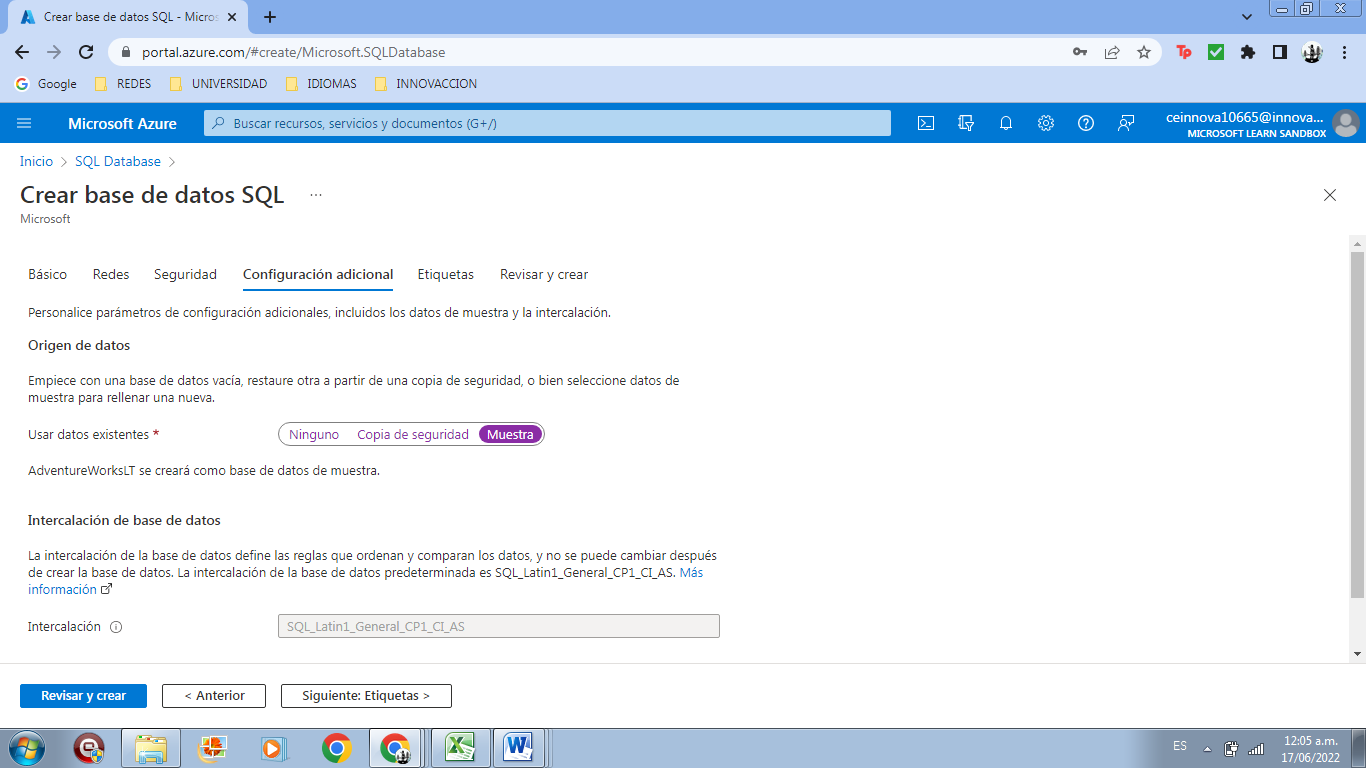 Crear base de datos SQL - Micros
portal.azure.com/#create/Microsoft.SQLDatabase
Google REDES UNIVERSIDAD IDIOMAS INNOVACCION
Microsoft Azure
Buscar recursos, servicios y documentos (G+/)
ceinnova10665@innova...
MICROSOFT LEARN SANDBOX
Inicio > SQL Database >
Crear base de datos SQL ...
Microsoft
Básico Redes Seguridad Configuración adicional Etiquetas Revisar y crear
Personalice parámetros de configuración adicionales, incluidos los datos de muestra y la intercalación.
Origen de datos
Empiece con una base de datos vacía, restaure otra a partir de una copia de seguridad, o bien seleccione datos de
muestra para rellenar una nueva.
Usar datos existentes * Ninguno Copia de seguridad Muestra
AdventureWorksLT se creará como base de datos de muestra.
Intercalación de base de datos
La intercalación de la base de datos define las reglas que ordenan y comparan los datos, y no se puede cambiar después
de crear la base de datos. La intercalación de la base de datos predeterminada es SQL_Latin1_General_CP1_CI_AS. Más
información
Intercalación SQL_Latin1_General_CP1_CI_AS
Revisar y crear < Anterior Siguiente: Etiquetas >
ES
12:05 a.m.
17/06/2022